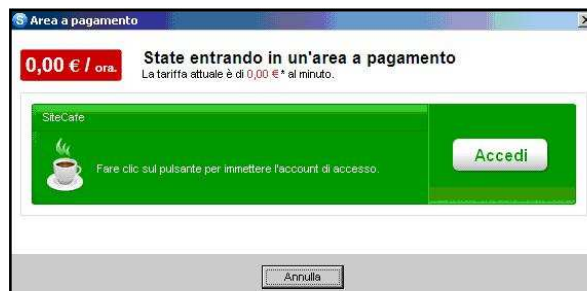 S Area a pagamento
0,00 € / ora.
State entrando in un'area a pagamento
La tariffa attuale è di 0,00 €* al minuto.
SiteCafe
Fare clic sul pulsante per immettere l'account di accesso.
Accedi
Annulla